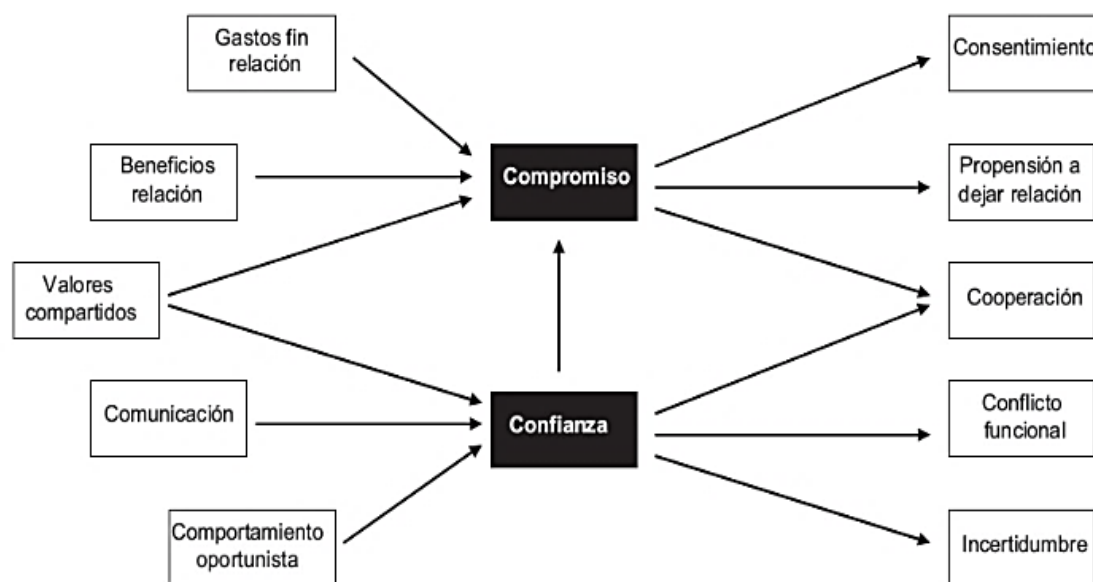 Gastos fin
relación
Beneficios
relación
Valores
compartidos
Comunicación
Comportamiento
oportunista
Compromiso
Confianza
Consentimiento
Propensión a
dejar relación
Cooperación
Conflicto
funcional
Incertidumbre